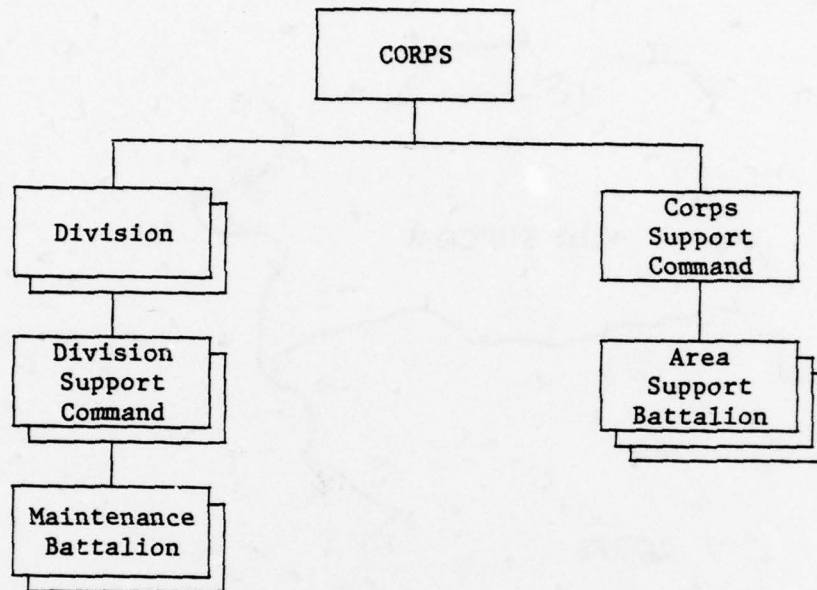 CORPS
Division
Corps
Support
Command
Division
Support
Command
Area
Support
Battalion
Maintenance
Battalion